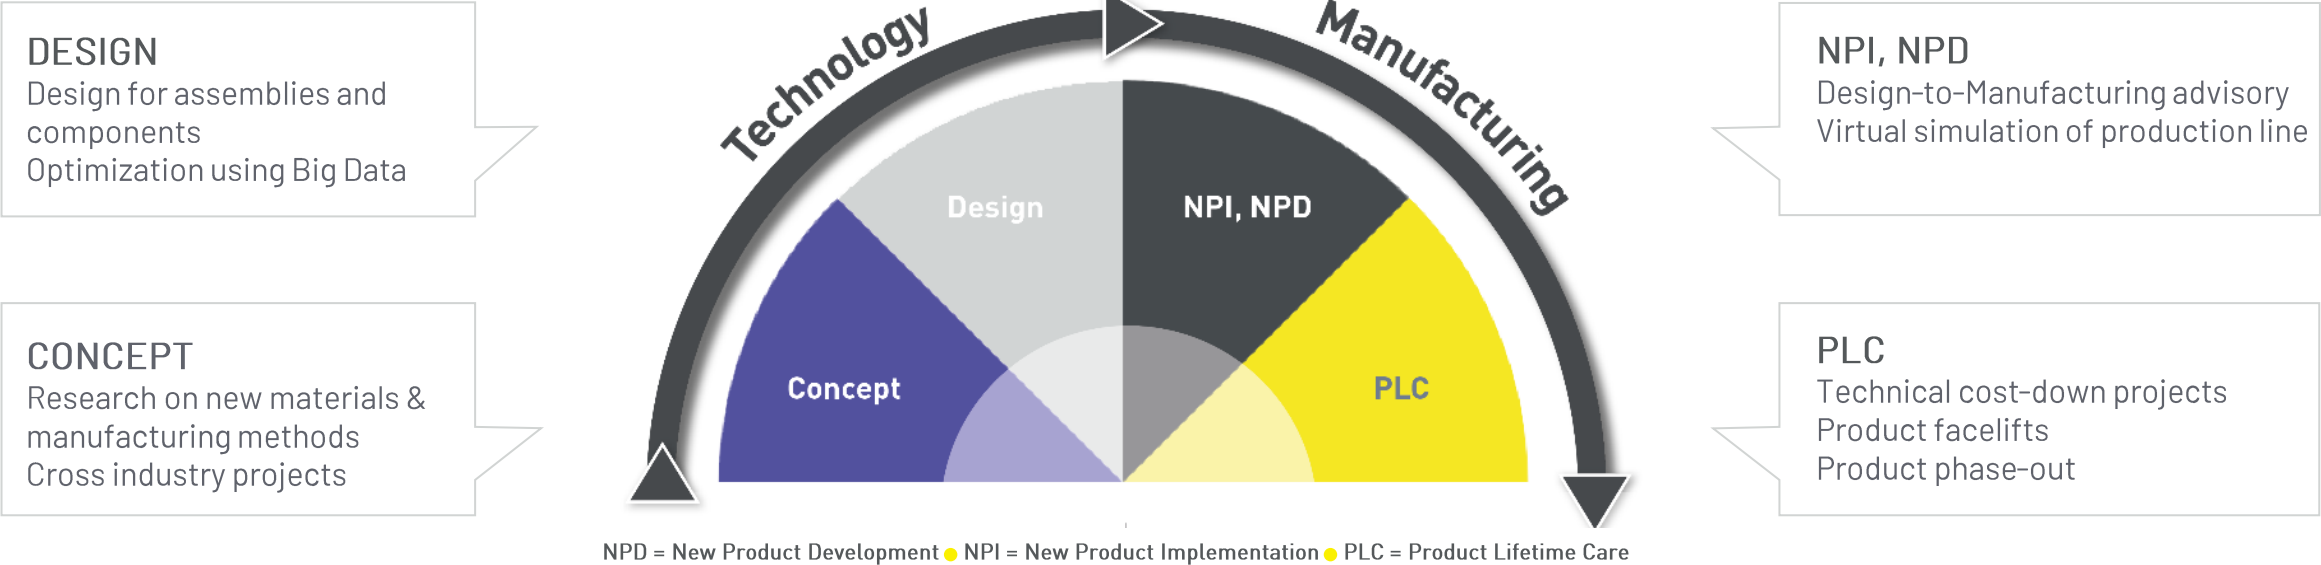 DESIGN
Design for assemblies and
components
Optimization using Big Data
CONCEPT
Research on new materials &
manufacturing methods
Cross industry projects
Technology
Manufacturing
Design
NPI, NPD
Concept
PLC
NPI, NPD
Design-to-Manufacturing advisory
Virtual simulation of production line
PLC
Technical cost-down projects
Product facelifts
Product phase-out
NPD = New Product Development NPI = New Product Implementation PLC = Product Lifetime Care